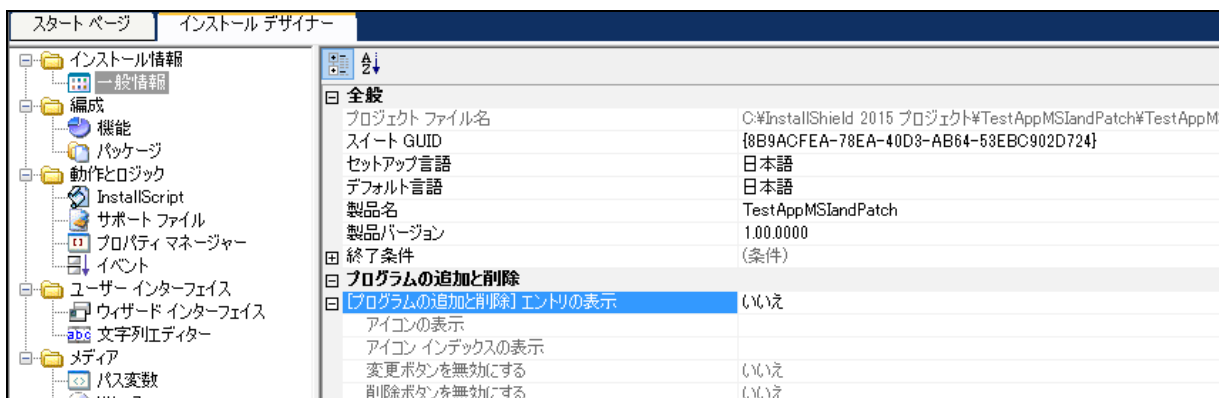 スタート ページ
インストール デザイナー
インストール情報
一般情報
編成
機能
パッケージ
動作とロジック
InstallScript
サポート ファイル
プロパティ マネージャー
イベント
ユーザー インターフェイス
ウィザード インターフェイス
文字列エディター
メディア
パス変数
全般
プロジェクト ファイル名 C:¥InstallShield 2015 プロジェクト¥TestAppMSIandPatch¥TestAppMS
スイート GUID {8B9ACFEA-78EA-40D3-AB64-53EBC902D724}
セットアップ言語 日本語
デフォルト言語 日本語
製品名 TestAppMSIandPatch
製品バージョン 1.00.0000
終了条件 (条件)
プログラムの追加と削除
[プログラムの追加と削除] エントリの表示 いいえ
アイコンの表示
アイコン インデックスの表示
変更ボタンを無効にする いいえ
削除ボタンを無効にする いいえ